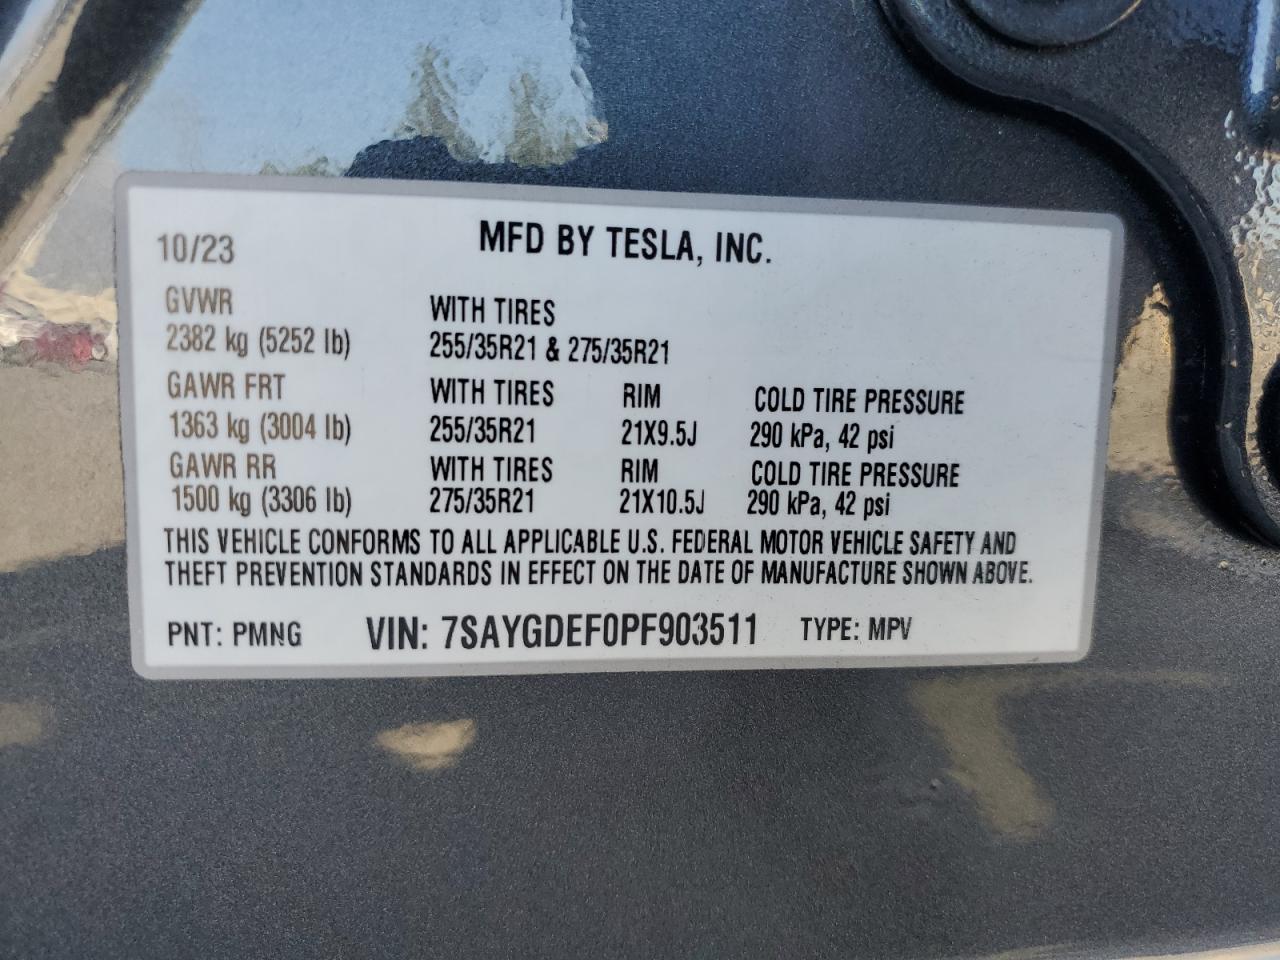 10/23 MFD BY TESLA, INC.
GVWR WITH TIRES
2382 kg (5252 lb) 255/35R21 & 275/35R21
GAWR FRT WITH TIRES RIM COLD TIRE PRESSURE
1363 kg (3004 lb) 255/35R21 21X9.5J 290 kPa, 42 psi
GAWR RR WITH TIRES RIM COLD TIRE PRESSURE
1500 kg (3306 lb) 275/35R21 21X10.5J 290 kPa, 42 psi
THIS VEHICLE CONFORMS TO ALL APPLICABLE U.S. FEDERAL MOTOR VEHICLE SAFETY AND
THEFT PREVENTION STANDARDS IN EFFECT ON THE DATE OF MANUFACTURE SHOWN ABOVE.
PNT: PMNG VIN: 7SAYGDEF0PF903511 TYPE: MPV